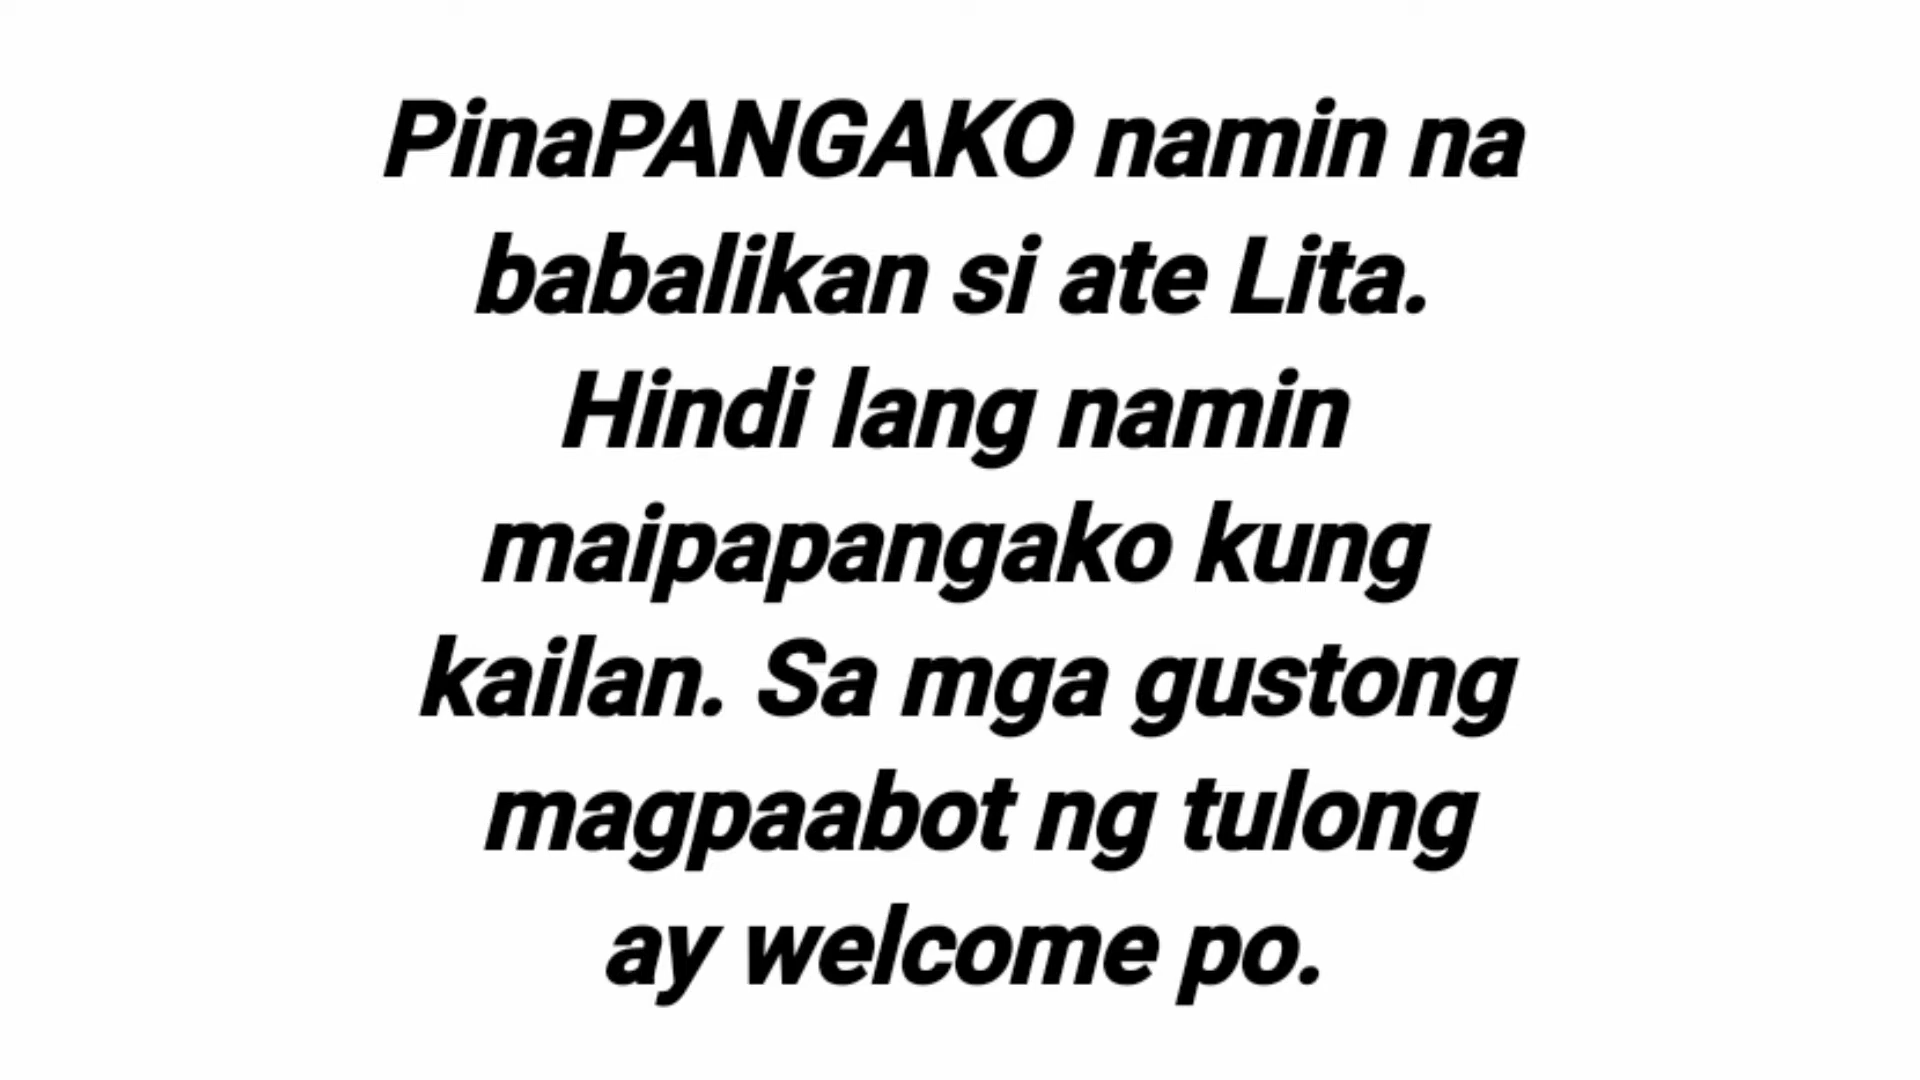 PinaPANGAKO namin na
babalikan si ate Lita.
Hindi lang namin
maipapangako kung
kailan. Sa mga gustong
magpaabot ng tulong
ay welcome po.